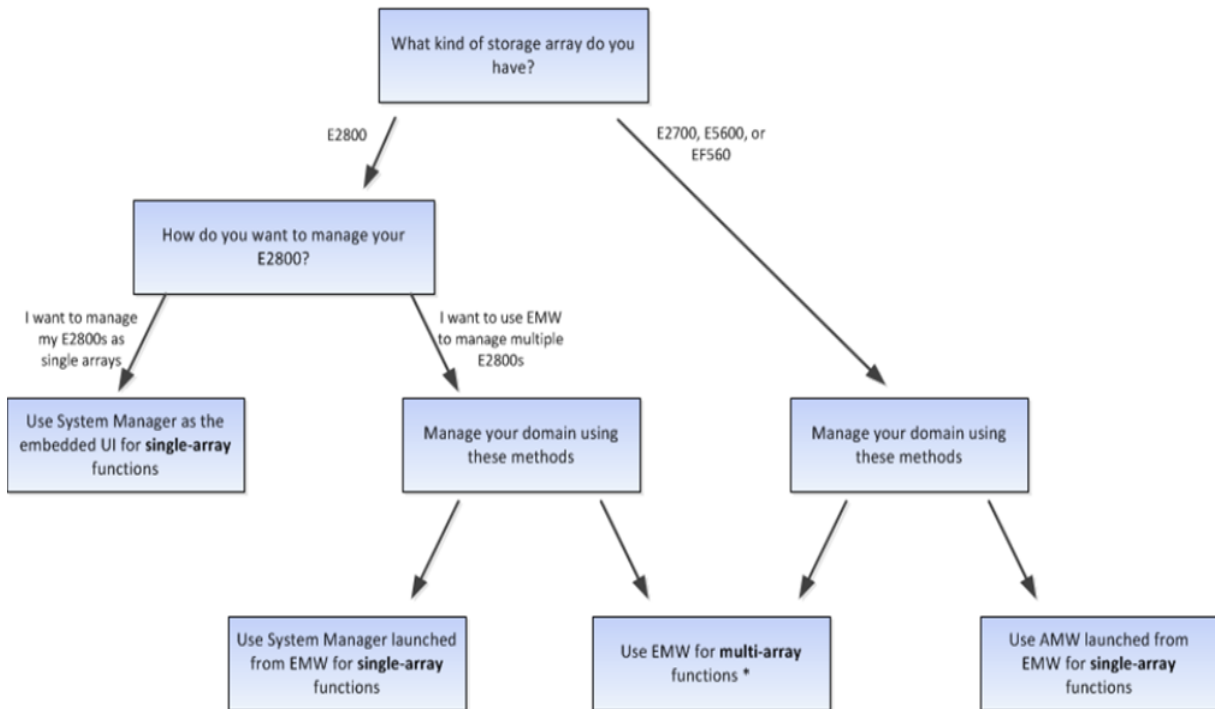 What kind of storage array do you
have?
E2800
E2700, E5600, or
EF560
How do you want to manage your
E2800?
I want to manage
my E2800s as
single arrays
I want to use EMW
to manage multiple
E2800s
Use System Manager as the
embedded UI for single-array
functions
Manage your domain using
these methods
Manage your domain using
these methods
Use System Manager launched
from EMW for single-array
functions
Use EMW for multi-array
functions *
Use AMW launched from
EMW for single-array
functions